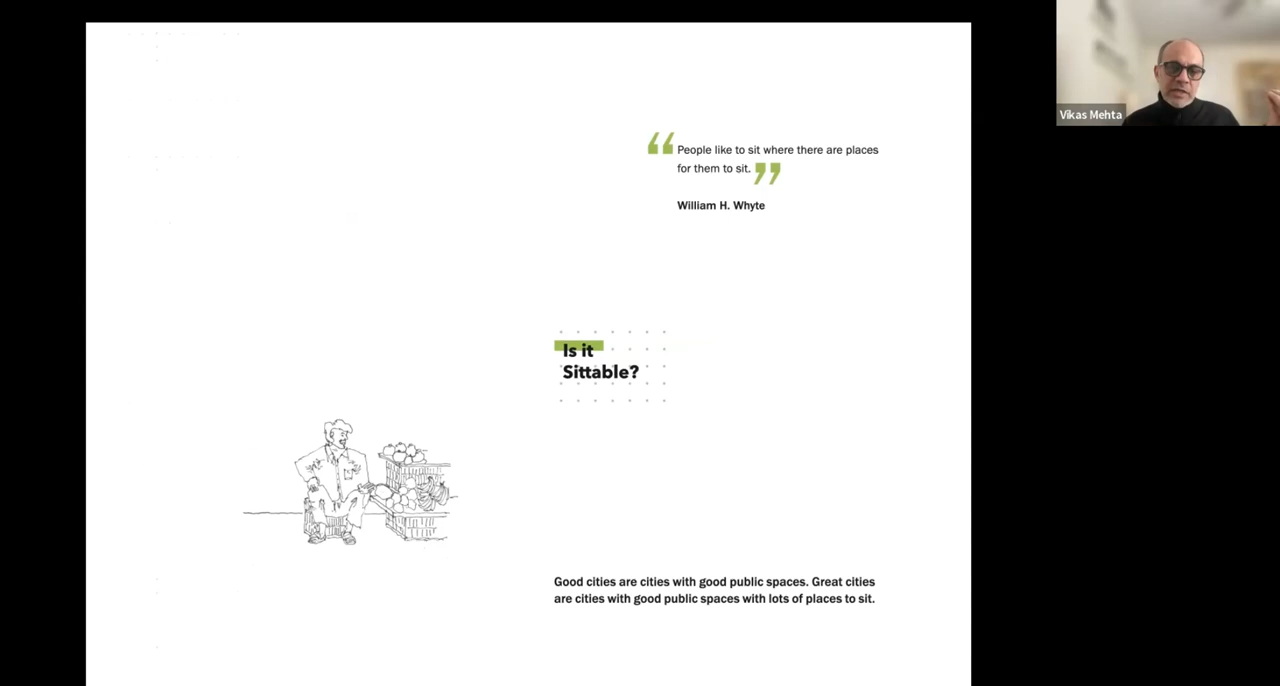 People like to sit where there are places
for them to sit.
William H. Whyte
Is it
Sittable?
Good cities are cities with good public spaces. Great cities
are cities with good public spaces with lots of places to sit.
Vikas Mehta